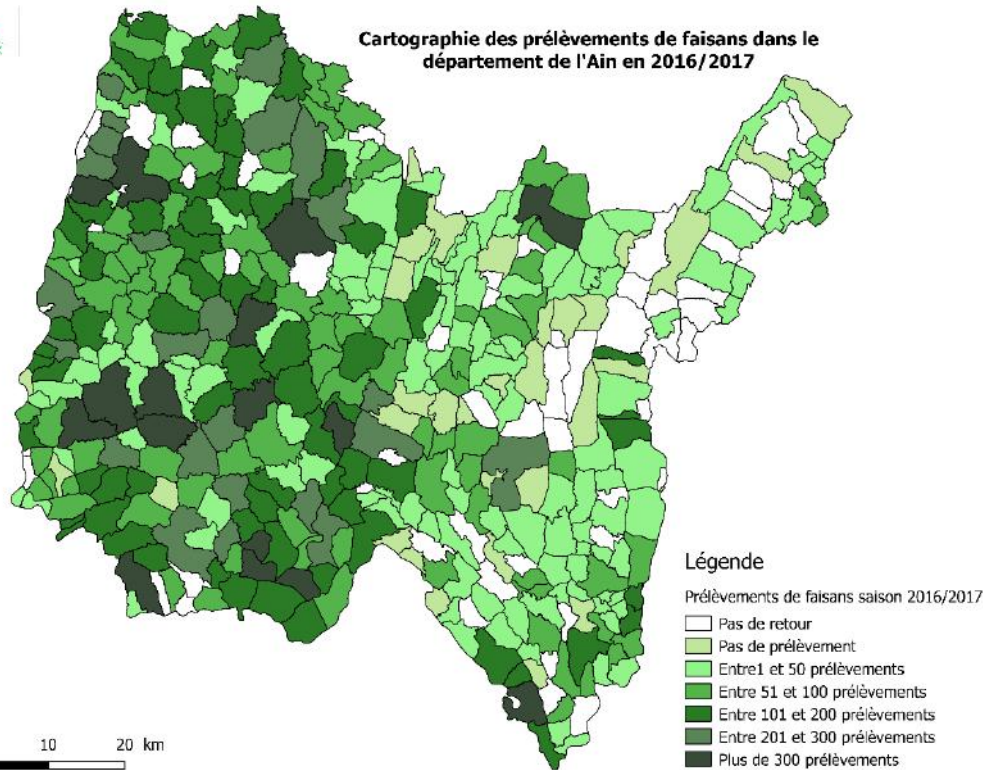 Cartographie des prélèvements de faisans dans le
département de l'Ain en 2016/2017
Légende
Prélèvements de faisans saison 2016/2017
Pas de retour
Pas de prélèvement
Entre1 et 50 prélèvements
Entre 51 et 100 prélèvements
Entre 101 et 200 prélèvements
Entre 201 et 300 prélèvements
Plus de 300 prélèvements
10 20 km